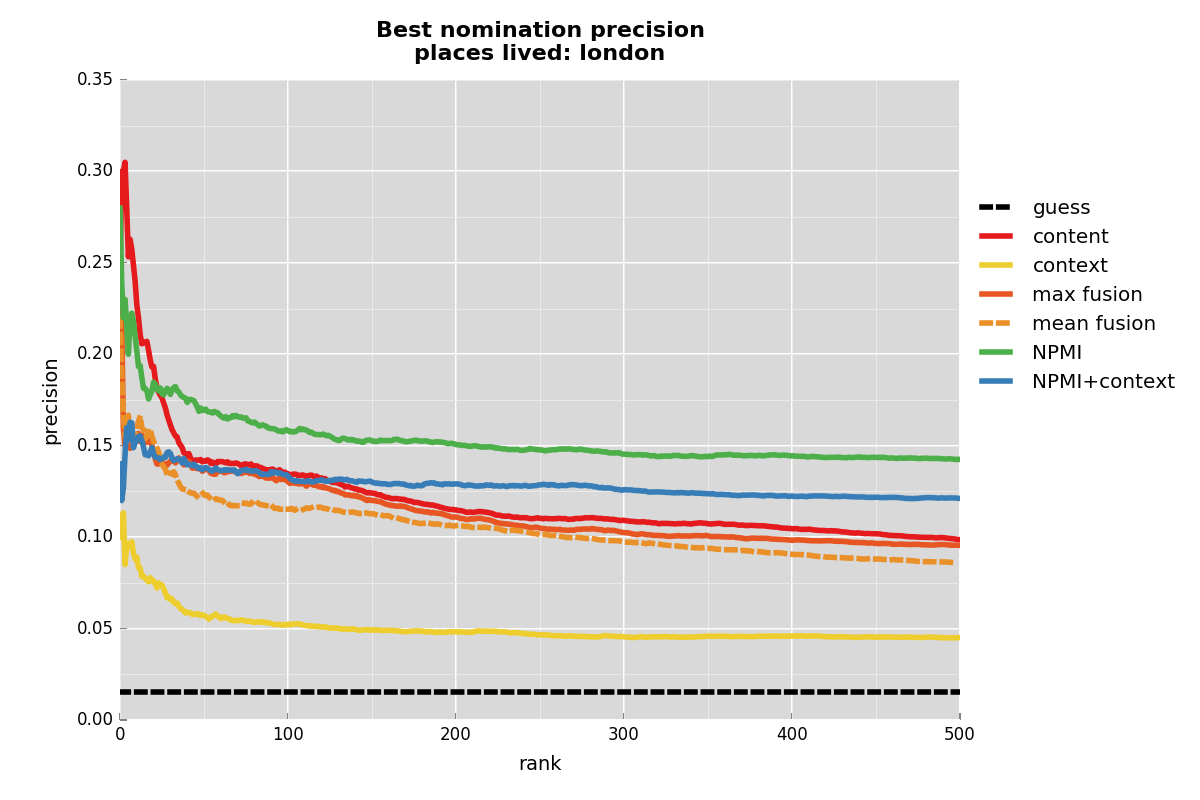 Best nomination precision
places lived: london
0.35
0.30
0.25
0.20
0.15
0.10
0.05
0.00
precision
0 100 200 300 400 500
rank
guess
content
context
max fusion
mean fusion
NPMI
NPMI+context